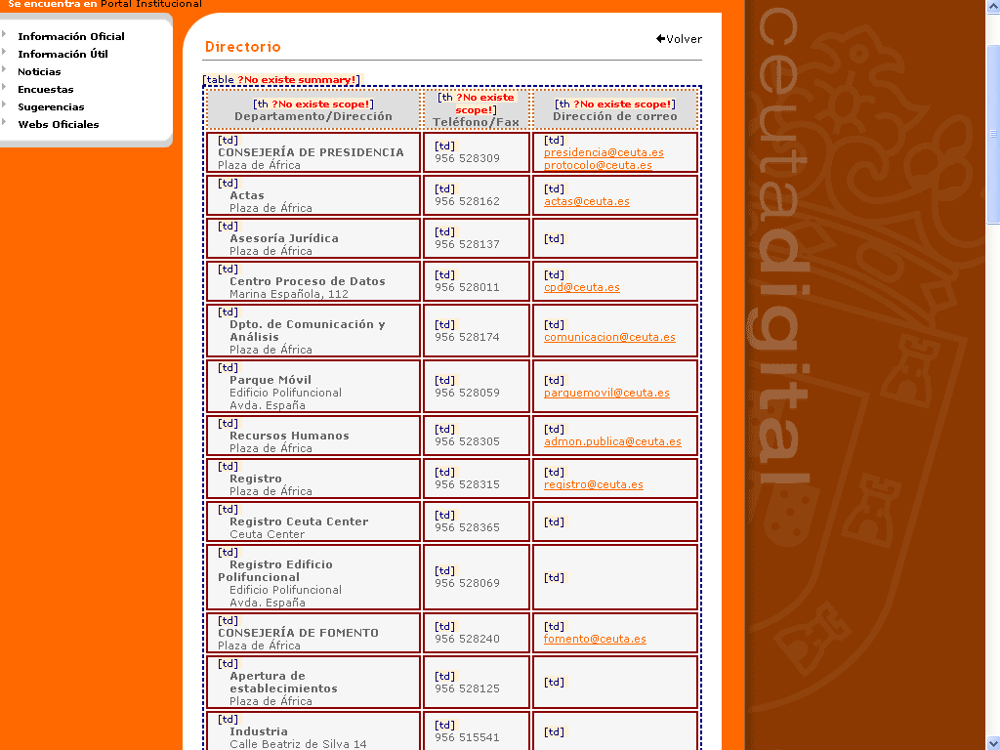 Se encuentra en Portal Institucional
Información Oficial
Información Útil
Noticias
Encuestas
Sugerencias
Webs Oficiales
Directorio
Volver
[table ?No existe summary!]
[th ?No existe scope!]
Departamento/Dirección
[th ?No existe
scope!]
Teléfono/Fax
[th ?No existe scope!]
Dirección de correo
[td]
CONSEJERÍA DE PRESIDENCIA
Plaza de África
[td]
956 528309
[td]
presidencia@ceuta.es
protocolo@ceuta.es
[td]
Actas
Plaza de África
[td]
956 528162
[td]
actas@ceuta.es
[td]
Asesoría Jurídica
Plaza de África
[td]
956 528137
[td]
[td]
Centro Proceso de Datos
Marina Española, 112
[td]
956 528011
[td]
cpd@ceuta.es
[td]
Dpto. de Comunicación y
Análisis
Plaza de África
[td]
956 528174
[td]
comunicacion@ceuta.es
[td]
Parque Móvil
Edificio Polifuncional
Avda. España
[td]
956 528059
[td]
parquemovil@ceuta.es
[td]
Recursos Humanos
Plaza de África
[td]
956 528305
[td]
admon.publica@ceuta.es
[td]
Registro
Plaza de África
[td]
956 528315
[td]
registro@ceuta.es
[td]
Registro Ceuta Center
Ceuta Center
[td]
956 528365
[td]
[td]
Registro Edificio
Polifuncional
Edificio Polifuncional
Avda. España
[td]
956 528069
[td]
[td]
CONSEJERÍA DE FOMENTO
Plaza de África
[td]
956 528240
[td]
fomento@ceuta.es
[td]
Apertura de
establecimientos
Plaza de África
[td]
956 528125
[td]
[td]
Industria
Calle Beatriz de Silva 14
[td]
956 515541
[td]
ceutadigital